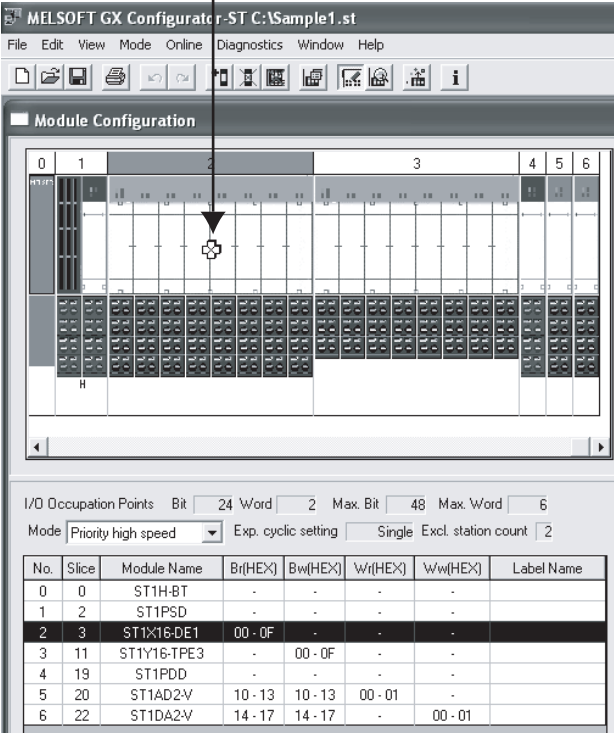 MELSOFT GX Configurator-ST C:\Sample1.st
File Edit View Mode Online Diagnostics Window Help
Module Configuration
0 1 2 3 4 5 6
H
I/O Occupation Points Bit 24 Word 2 Max. Bit 48 Max. Word 6
Mode Priority high speed Exp. cyclic setting Single Excl. station count 2
No. Slice Module Name Br(HEX) Bw(HEX) Wr(HEX) Ww(HEX) Label Name
0 0 ST1H-BT - - - -
1 2 ST1PSD - - - -
2 3 ST1X16-DE1 00 - 0F - - -
3 11 ST1Y16-TPE3 - 00 - 0F - -
4 19 ST1PDD - - - -
5 20 ST1AD2-V 10 - 13 10 - 13 00 - 01 -
6 22 ST1DA2-V 14 - 17 14 - 17 - 00 - 01